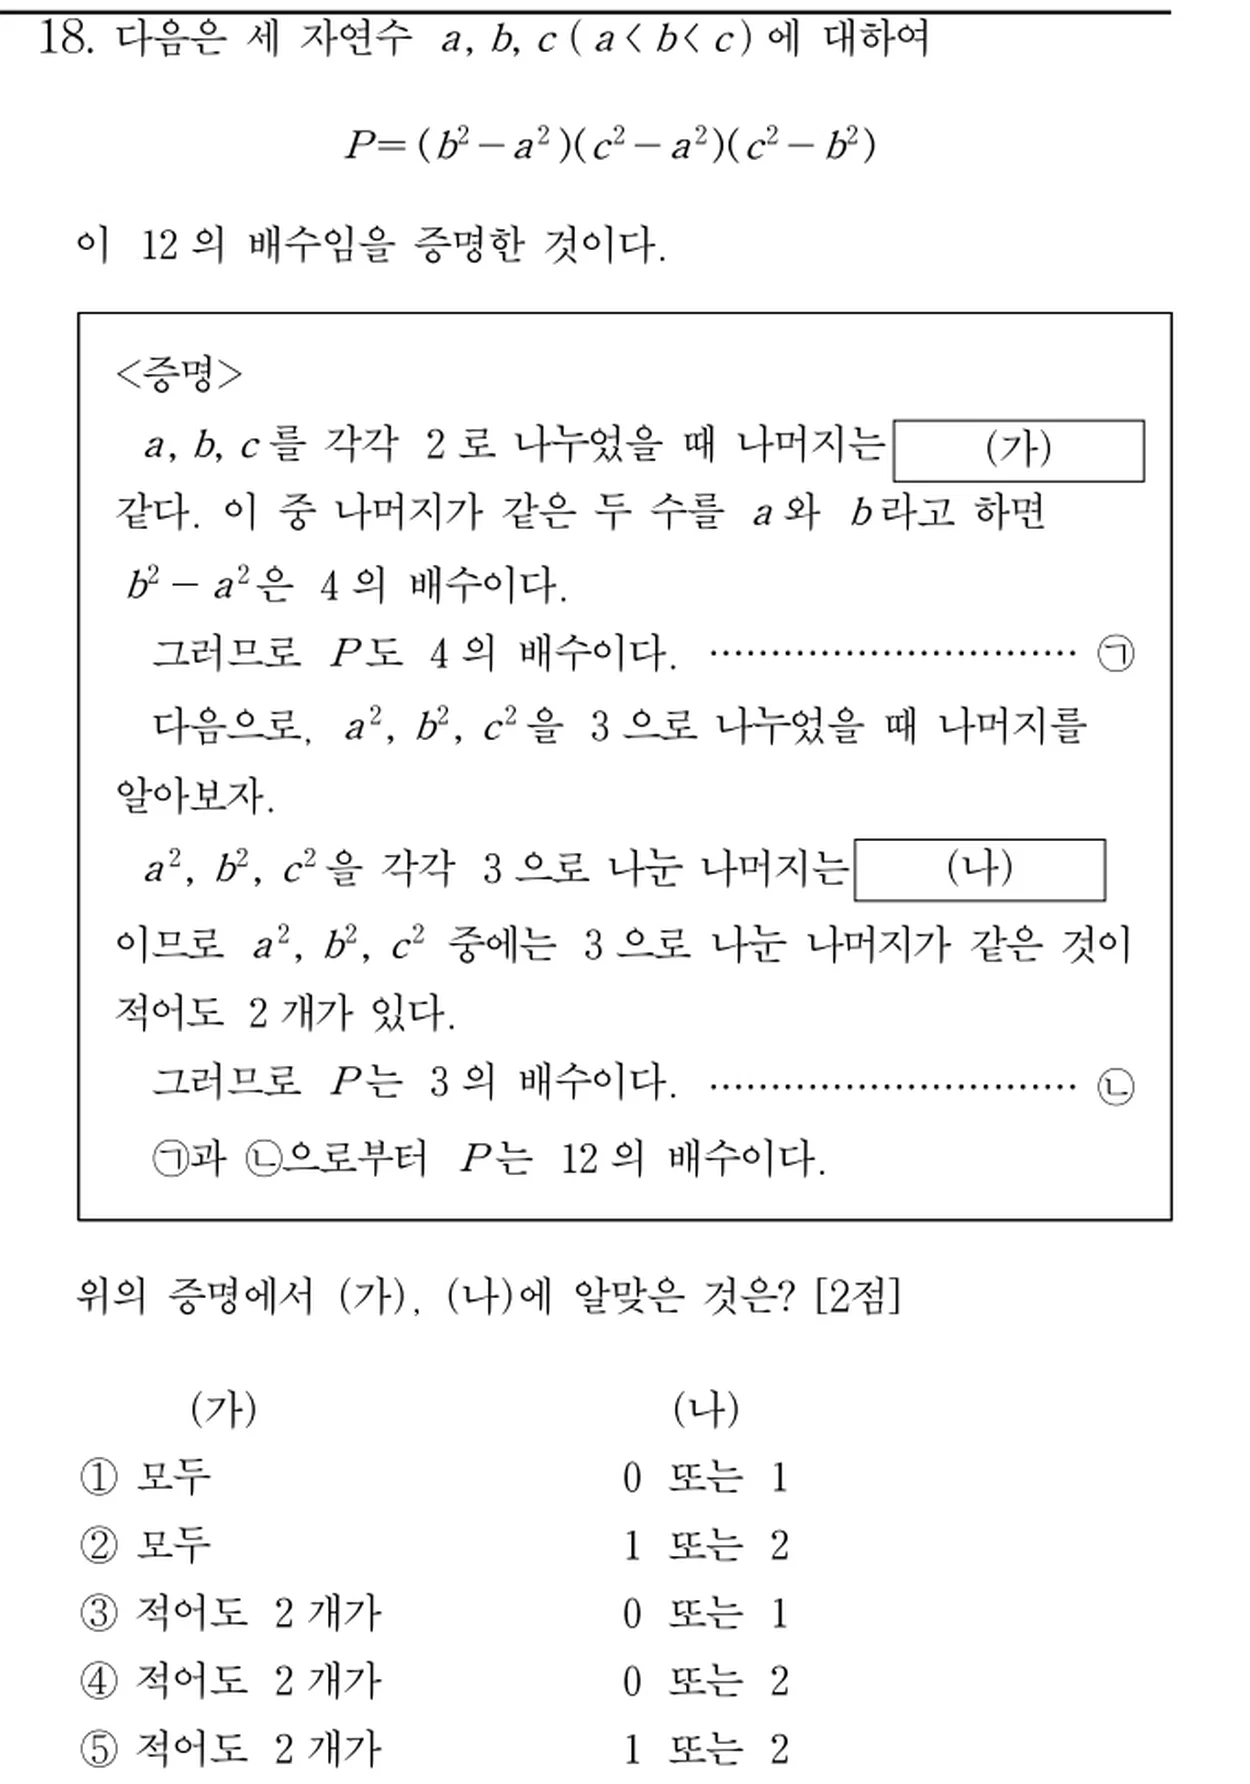 18. 다음은 세 자연수 a, b, c ( a < b < c ) 에 대하여
P = ( b² − a² )( c² − a² )( c² − b² )
이 12 의 배수임을 증명한 것이다.
<증명>
a, b, c 를 각각 2 로 나누었을 때 나머지는 (가)
같다. 이 중 나머지가 같은 두 수를 a 와 b 라고 하면
b² − a² 은 4 의 배수이다.
그러므로 P 도 4 의 배수이다. ………………………… ㉠
다음으로, a², b², c² 을 3 으로 나누었을 때 나머지를
알아보자.
a², b², c² 을 각각 3 으로 나눈 나머지는 (나)
이므로 a², b², c² 중에는 3 으로 나눈 나머지가 같은 것이
적어도 2 개가 있다.
그러므로 P 는 3 의 배수이다. ………………………… ㉡
㉠과 ㉡으로부터 P 는 12 의 배수이다.
위의 증명에서 (가), (나)에 알맞은 것은? [2점]
(가) (나)
① 모두 0 또는 1
② 모두 1 또는 2
③ 적어도 2 개가 0 또는 1
④ 적어도 2 개가 0 또는 2
⑤ 적어도 2 개가 1 또는 2